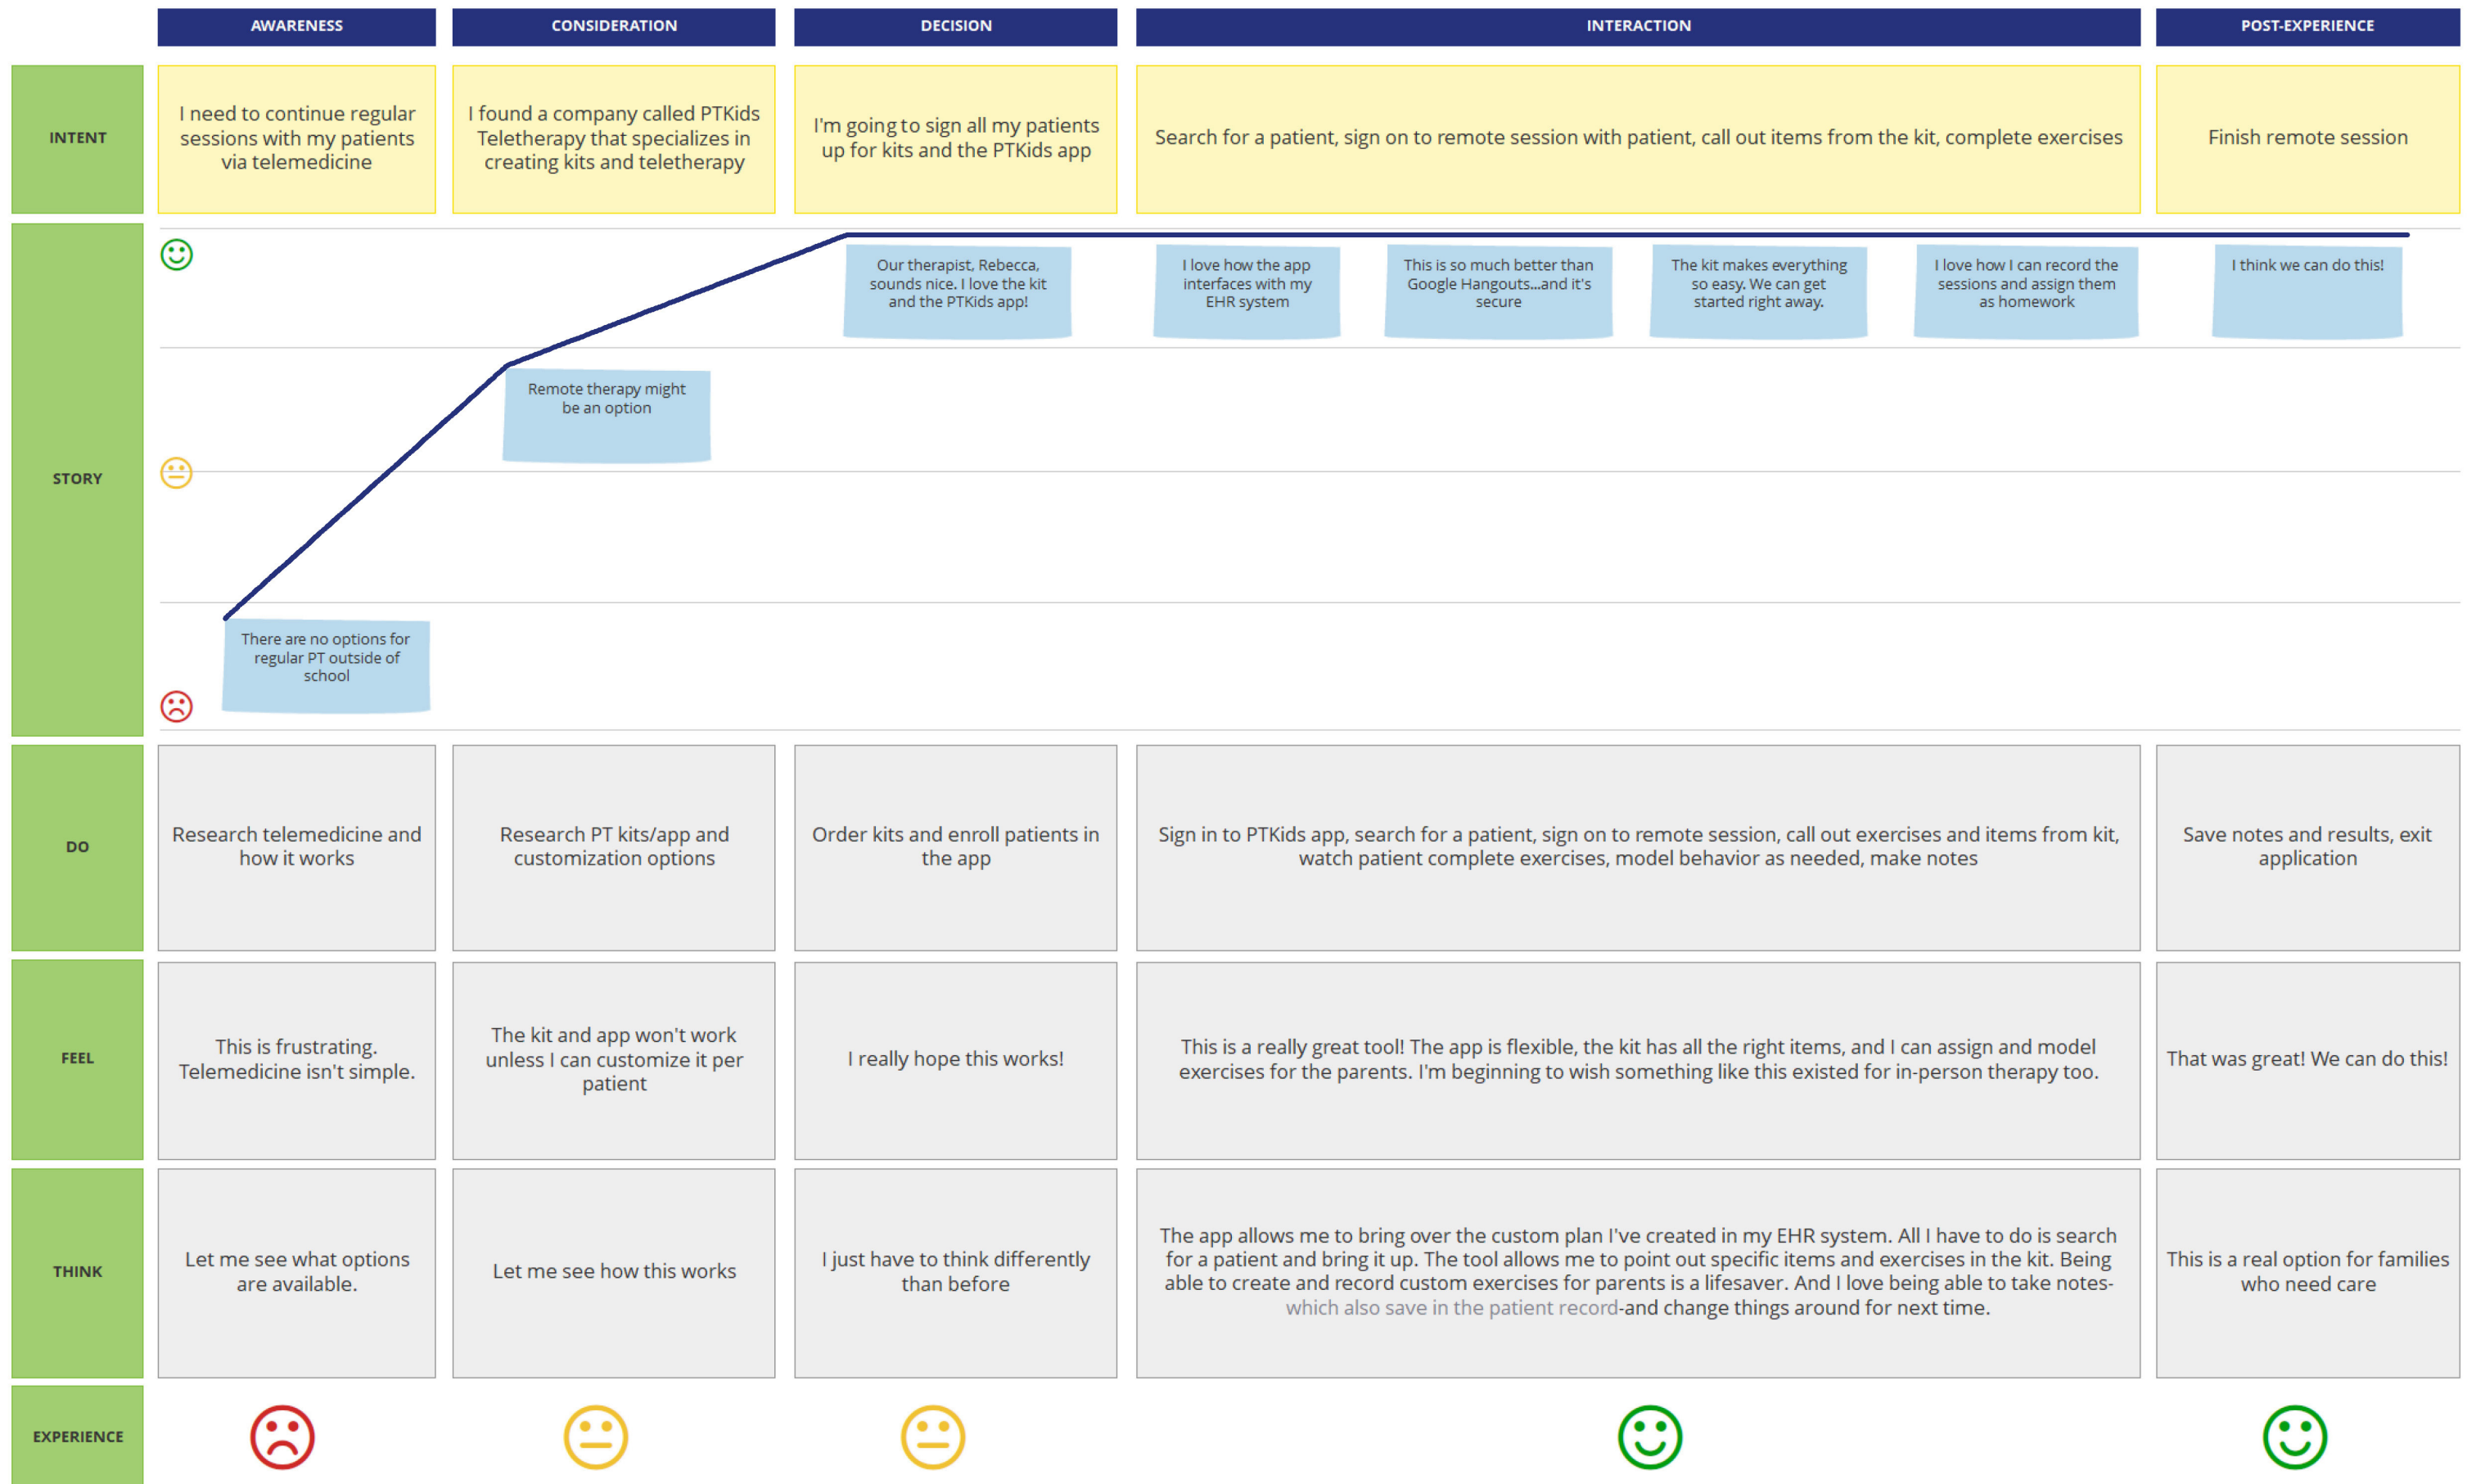 AWARENESS
CONSIDERATION
DECISION
INTERACTION
POST-EXPERIENCE
INTENT
I need to continue regular
sessions with my patients
via telemedicine
I found a company called PTKids
Teletherapy that specializes in
creating kits and teletherapy
I'm going to sign all my patients
up for kits and the PTKids app
Search for a patient, sign on to remote session with patient, call out items from the kit, complete exercises
Finish remote session
STORY
There are no options for
regular PT outside of
school
Remote therapy might
be an option
Our therapist, Rebecca,
sounds nice. I love the kit
and the PTKids app!
I love how the app
interfaces with my
EHR system
This is so much better than
Google Hangouts...and it's
secure
The kit makes everything
so easy. We can get
started right away.
I love how I can record the
sessions and assign them
as homework
I think we can do this!
DO
Research telemedicine and
how it works
Research PT kits/app and
customization options
Order kits and enroll patients in
the app
Sign in to PTKids app, search for a patient, sign on to remote session, call out exercises and items from kit,
watch patient complete exercises, model behavior as needed, make notes
Save notes and results, exit
application
FEEL
This is frustrating.
Telemedicine isn't simple.
The kit and app won't work
unless I can customize it per
patient
I really hope this works!
This is a really great tool! The app is flexible, the kit has all the right items, and I can assign and model
exercises for the parents. I'm beginning to wish something like this existed for in-person therapy too.
That was great! We can do this!
THINK
Let me see what options
are available.
Let me see how this works
I just have to think differently
than before
The app allows me to bring over the custom plan I've created in my EHR system. All I have to do is search
for a patient and bring it up. The tool allows me to point out specific items and exercises in the kit. Being
able to create and record custom exercises for parents is a lifesaver. And I love being able to take notes-
which also save in the patient record-and change things around for next time.
This is a real option for families
who need care
EXPERIENCE